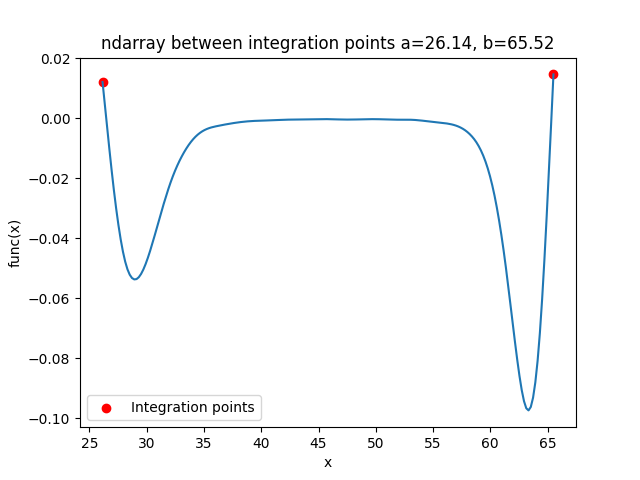 ndarray between integration points a=26.14, b=65.52
0.02
0.00
−0.02
−0.04
−0.06
−0.08
−0.10
func(x)
Integration points
25 30 35 40 45 50 55 60 65
x